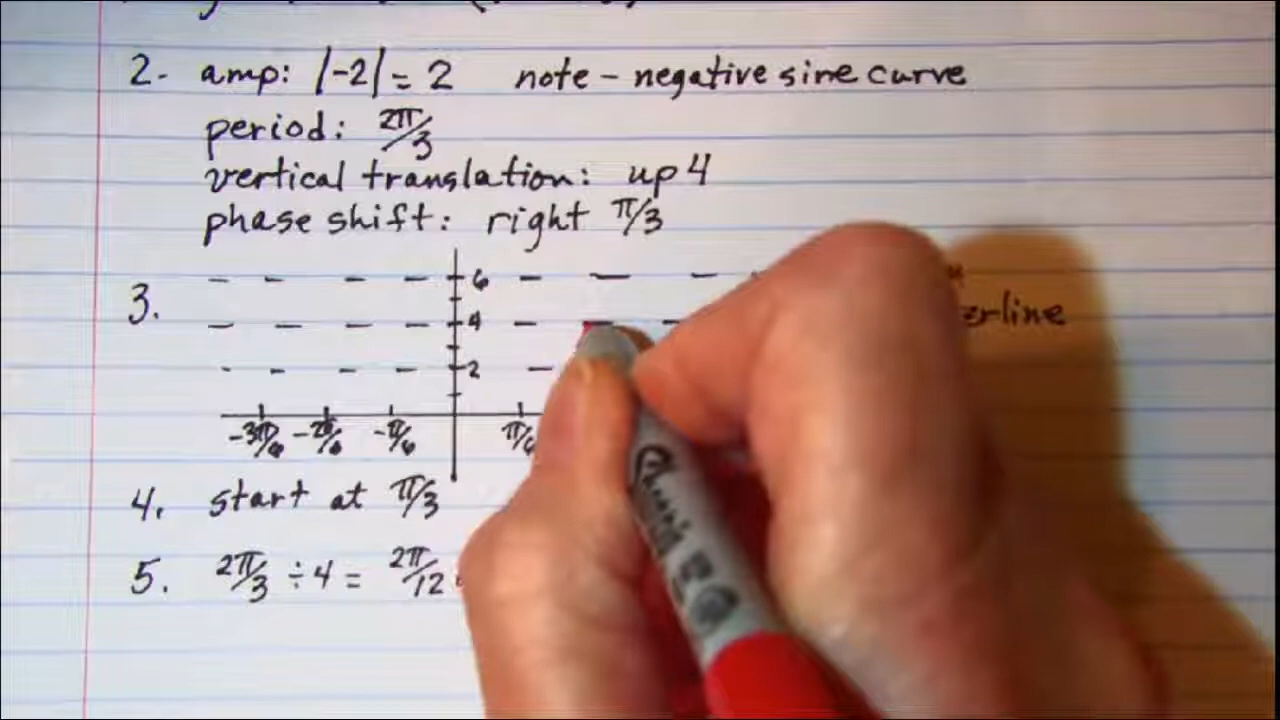 2- amp: |-2| = 2 note - negative sine curve
period: 2π/3
vertical translation: up 4
phase shift: right π/3
3.
6
4
erline
2
-3π/6 -2π/6 -π/6 π/6
4. start at π/3
5. 2π/3 ÷ 4 = 2π/12